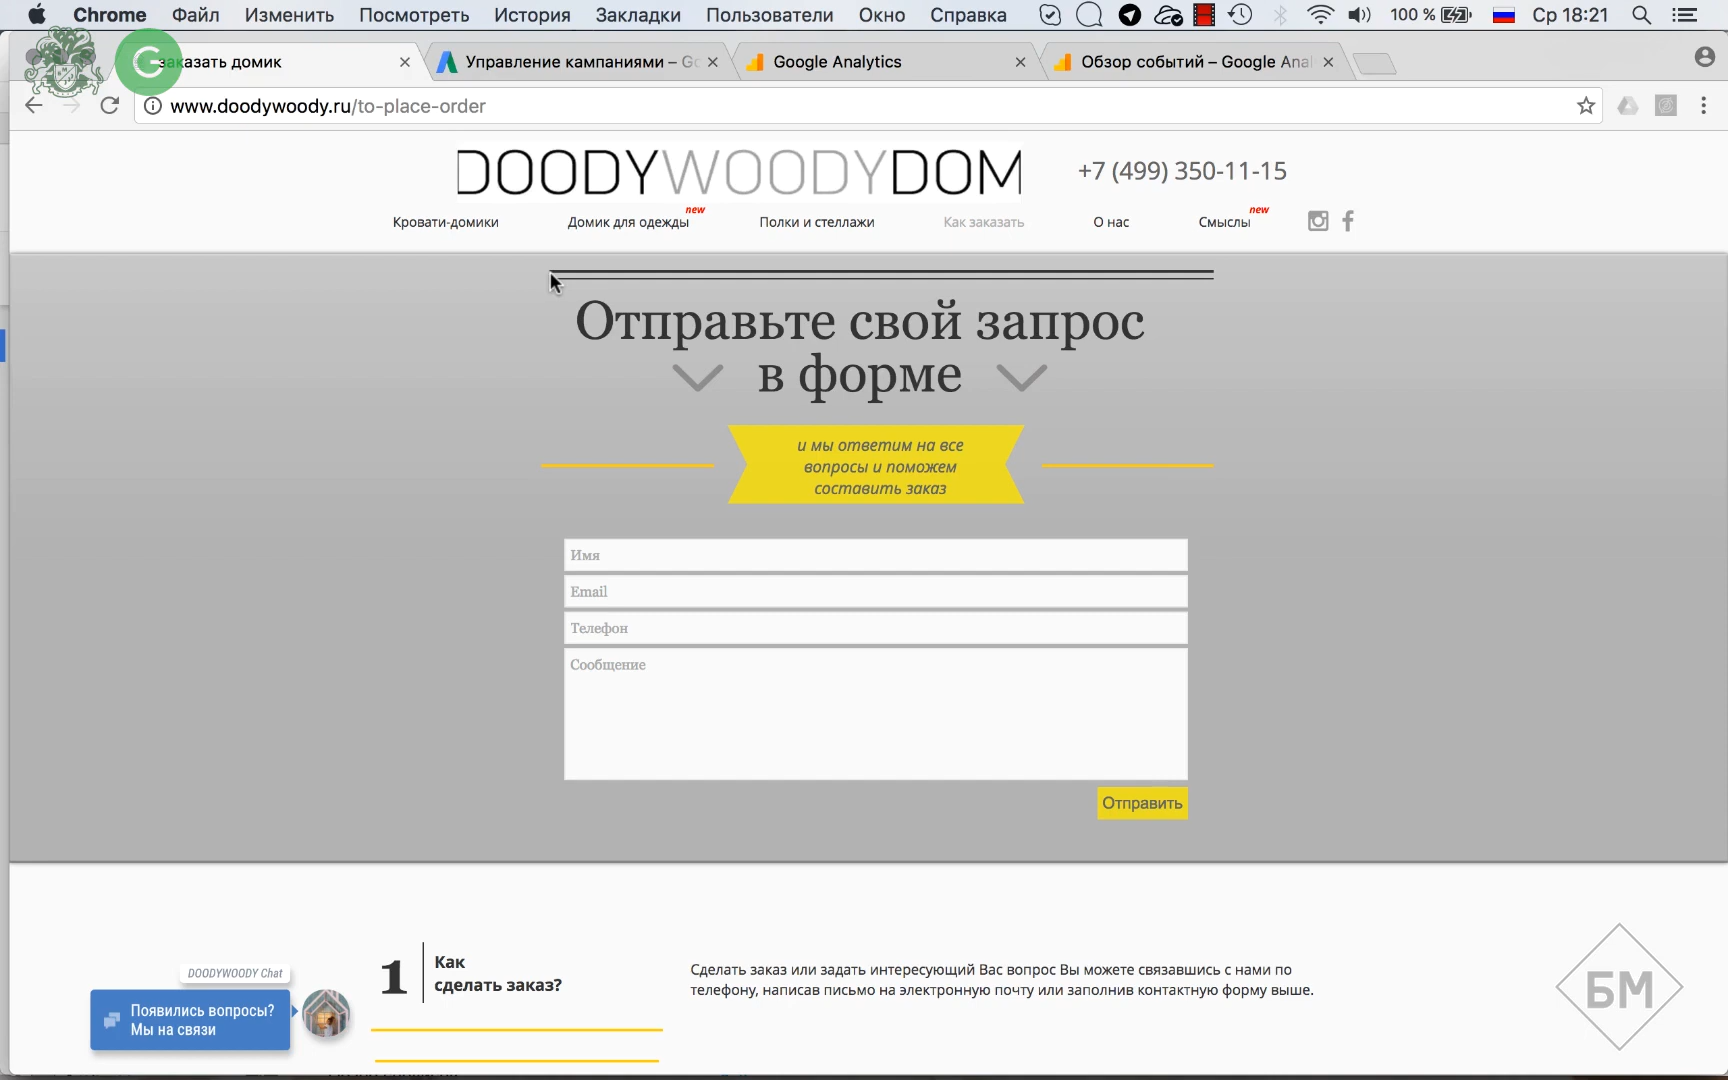 Chrome Файл Изменить Посмотреть История Закладки Пользователи Окно Справка 100 % Ср 18:21
заказать домик Управление кампаниями – Go Google Analytics Обзор событий – Google Anal
www.doodywoody.ru/to-place-order
DOODYWOODYDOM
+7 (499) 350-11-15
new new
Кровати-домики Домик для одежды Полки и стеллажи Как заказать О нас Смыслы
Отправьте свой запрос
в форме
и мы ответим на все
вопросы и поможем
составить заказ
Имя
Email
Телефон
Сообщение
Отправить
1
Как
сделать заказ?
Сделать заказ или задать интересующий Вас вопрос Вы можете связавшись с нами по
телефону, написав письмо на электронную почту или заполнив контактную форму выше.
DOODYWOODY Chat
Появились вопросы?
Мы на связи
БМ